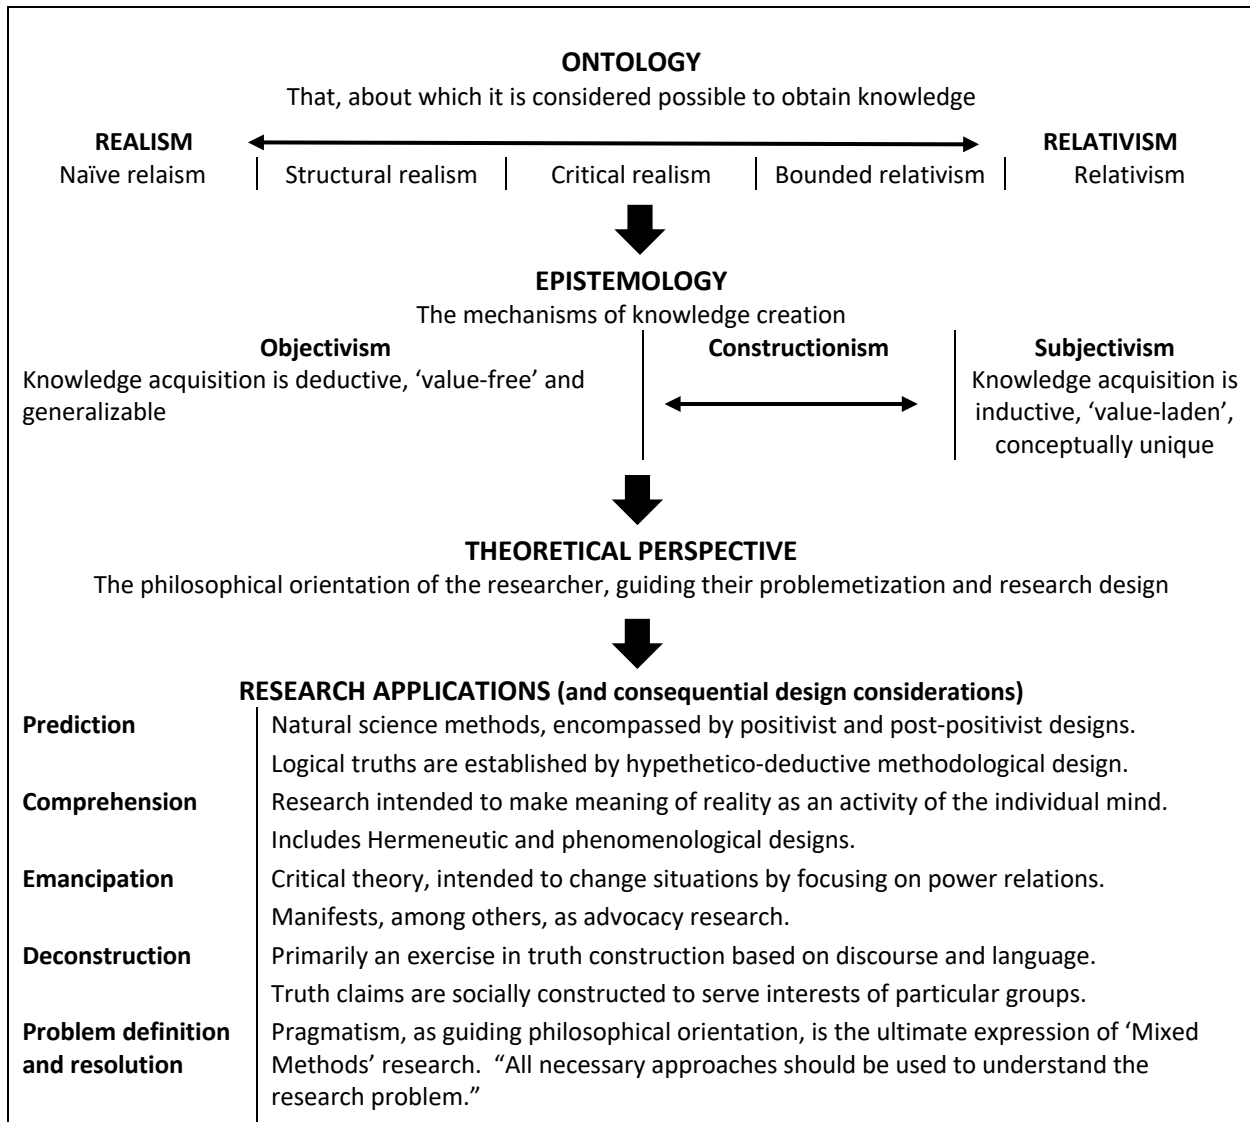 ONTOLOGY
That, about which it is considered possible to obtain knowledge
REALISM RELATIVISM
Naïve relaism Structural realism Critical realism Bounded relativism Relativism
EPISTEMOLOGY
The mechanisms of knowledge creation
Objectivism Constructionism Subjectivism
Knowledge acquisition is deductive, ‘value-free’ and generalizable
Knowledge acquisition is
inductive, ‘value-laden’,
conceptually unique
THEORETICAL PERSPECTIVE
The philosophical orientation of the researcher, guiding their problemetization and research design
RESEARCH APPLICATIONS (and consequential design considerations)
Prediction Natural science methods, encompassed by positivist and post-positivist designs.
Logical truths are established by hypethetico-deductive methodological design.
Comprehension Research intended to make meaning of reality as an activity of the individual mind.
Includes Hermeneutic and phenomenological designs.
Emancipation Critical theory, intended to change situations by focusing on power relations.
Manifests, among others, as advocacy research.
Deconstruction Primarily an exercise in truth construction based on discourse and language.
Truth claims are socially constructed to serve interests of particular groups.
Problem definition Pragmatism, as guiding philosophical orientation, is the ultimate expression of ‘Mixed
and resolution Methods’ research. “All necessary approaches should be used to understand the
research problem.”